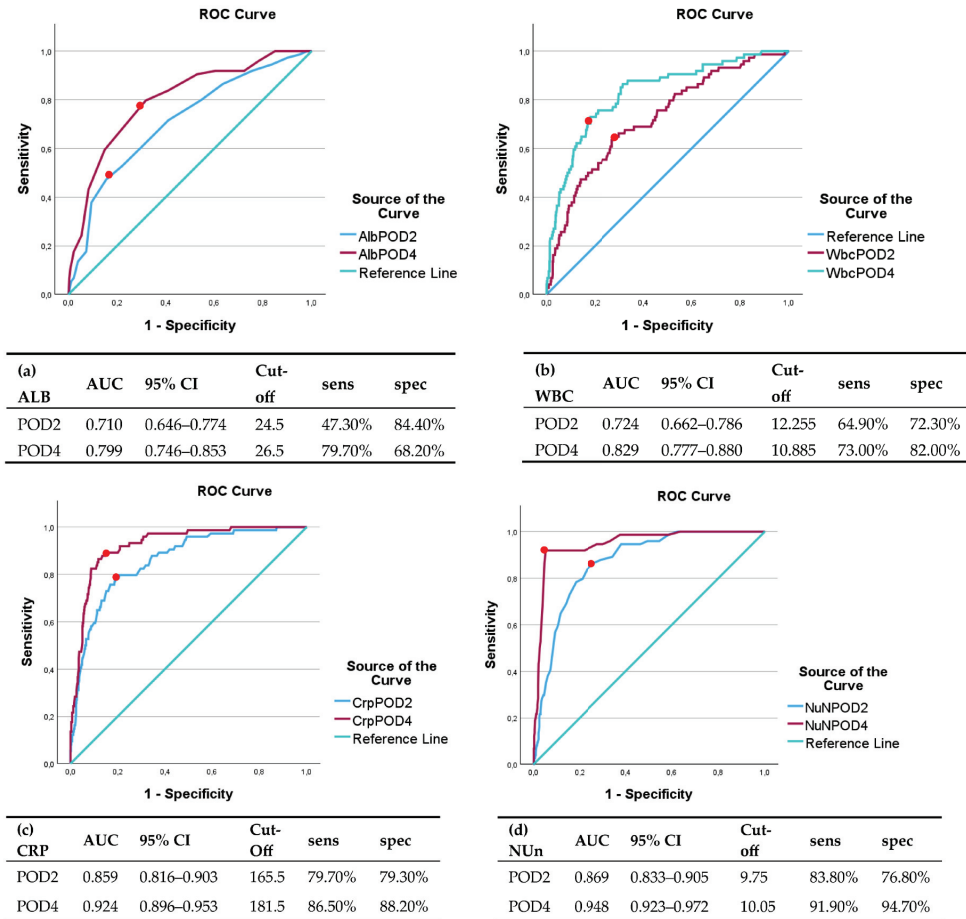 ROC Curve
1,0
0,8
0,6
0,4
0,2
0,0
0,0 0,2 0,4 0,6 0,8 1,0
Sensitivity
1 - Specificity
Source of the
Curve
AlbPOD2
AlbPOD4
Reference Line
(a) ALB AUC 95% CI Cut-off sens spec
POD2 0.710 0.646–0.774 24.5 47.30% 84.40%
POD4 0.799 0.746–0.853 26.5 79.70% 68.20%
ROC Curve
1,0
0,8
0,6
0,4
0,2
0,0
0,0 0,2 0,4 0,6 0,8 1,0
Sensitivity
1 - Specificity
Source of the
Curve
Reference Line
WbcPOD2
WbcPOD4
(b) WBC AUC 95% CI Cut-off sens spec
POD2 0.724 0.662–0.786 12.255 64.90% 72.30%
POD4 0.829 0.777–0.880 10.885 73.00% 82.00%
ROC Curve
1,0
0,8
0,6
0,4
0,2
0,0
0,0 0,2 0,4 0,6 0,8 1,0
Sensitivity
1 - Specificity
Source of the
Curve
CrpPOD2
CrpPOD4
Reference Line
(c) CRP AUC 95% CI Cut-Off sens spec
POD2 0.859 0.816–0.903 165.5 79.70% 79.30%
POD4 0.924 0.896–0.953 181.5 86.50% 88.20%
ROC Curve
1,0
0,8
0,6
0,4
0,2
0,0
0,0 0,2 0,4 0,6 0,8 1,0
Sensitivity
1 - Specificity
Source of the
Curve
NuNPOD2
NuNPOD4
Reference Line
(d) NUn AUC 95% CI Cut-off sens spec
POD2 0.869 0.833–0.905 9.75 83.80% 76.80%
POD4 0.948 0.923–0.972 10.05 91.90% 94.70%